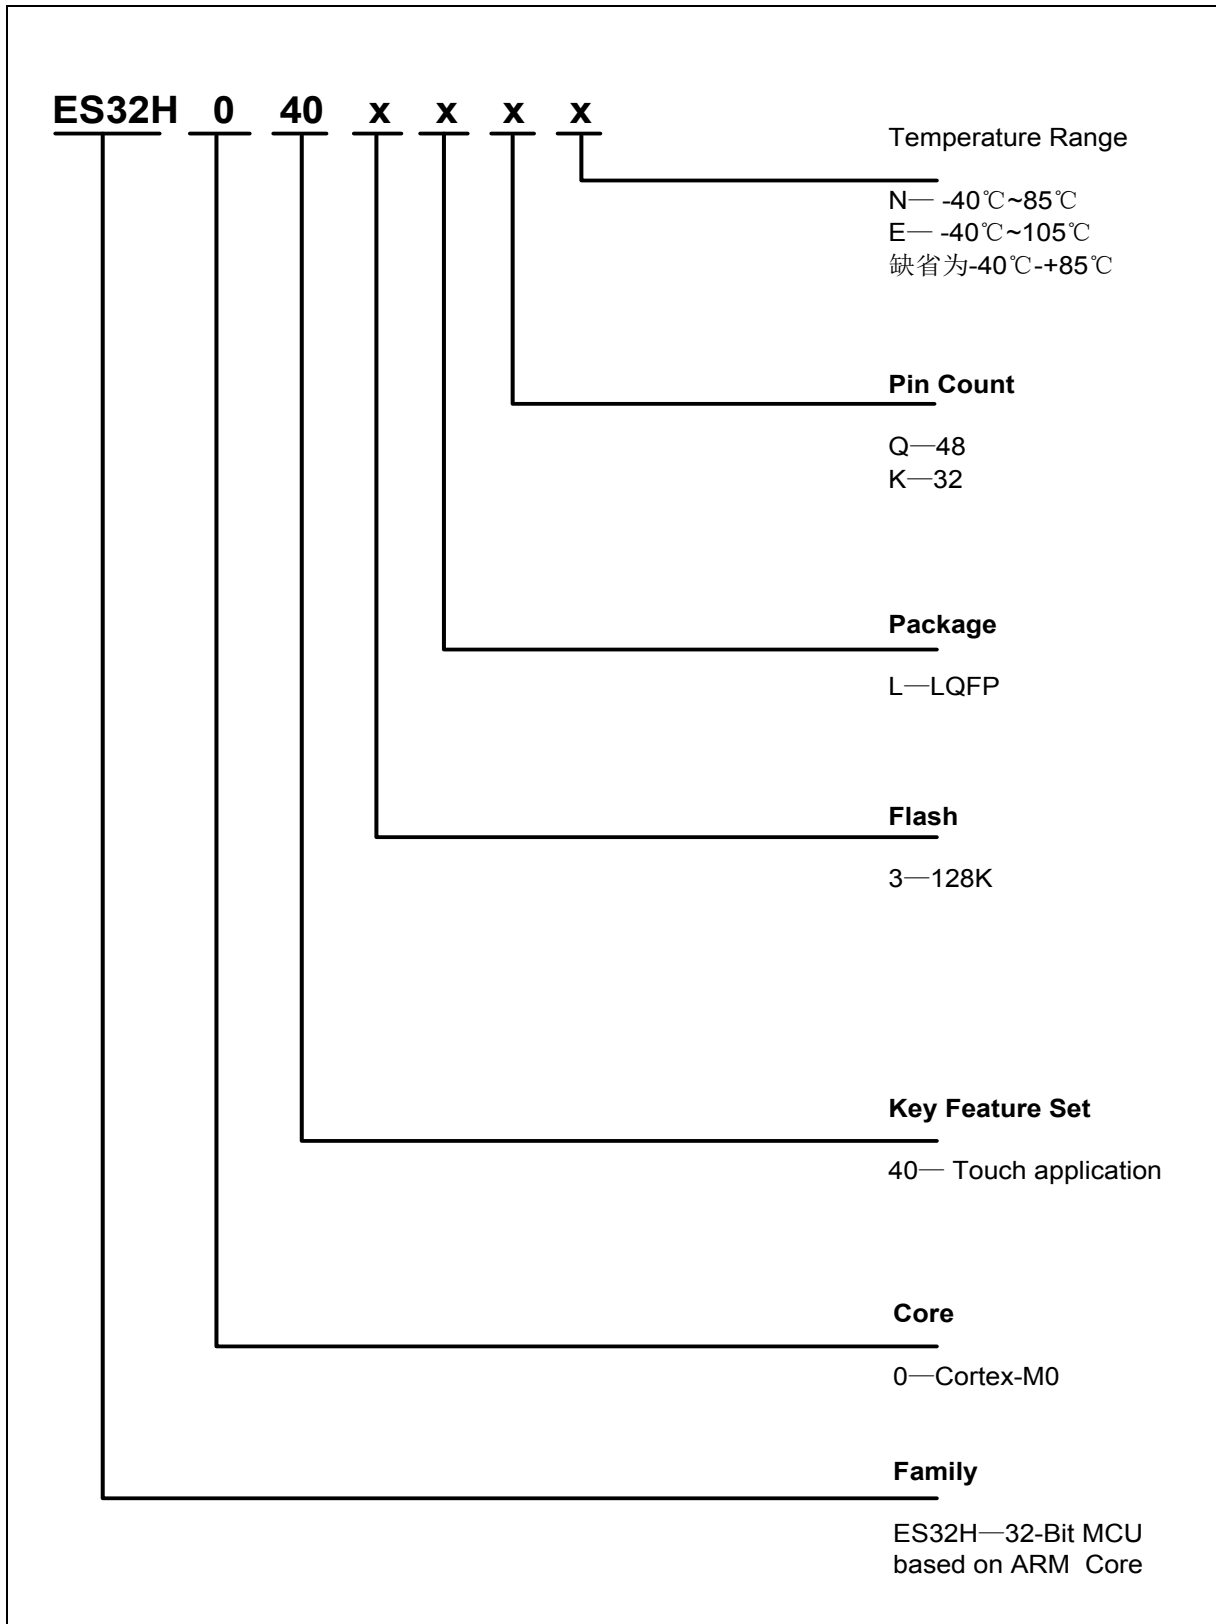 ES32H 0 40 x x x x
Temperature Range
N— -40℃~85℃
E— -40℃~105℃
缺省为-40℃-+85℃
Pin Count
Q—48
K—32
Package
L—LQFP
Flash
3—128K
Key Feature Set
40— Touch application
Core
0—Cortex-M0
Family
ES32H—32-Bit MCU
based on ARM Core